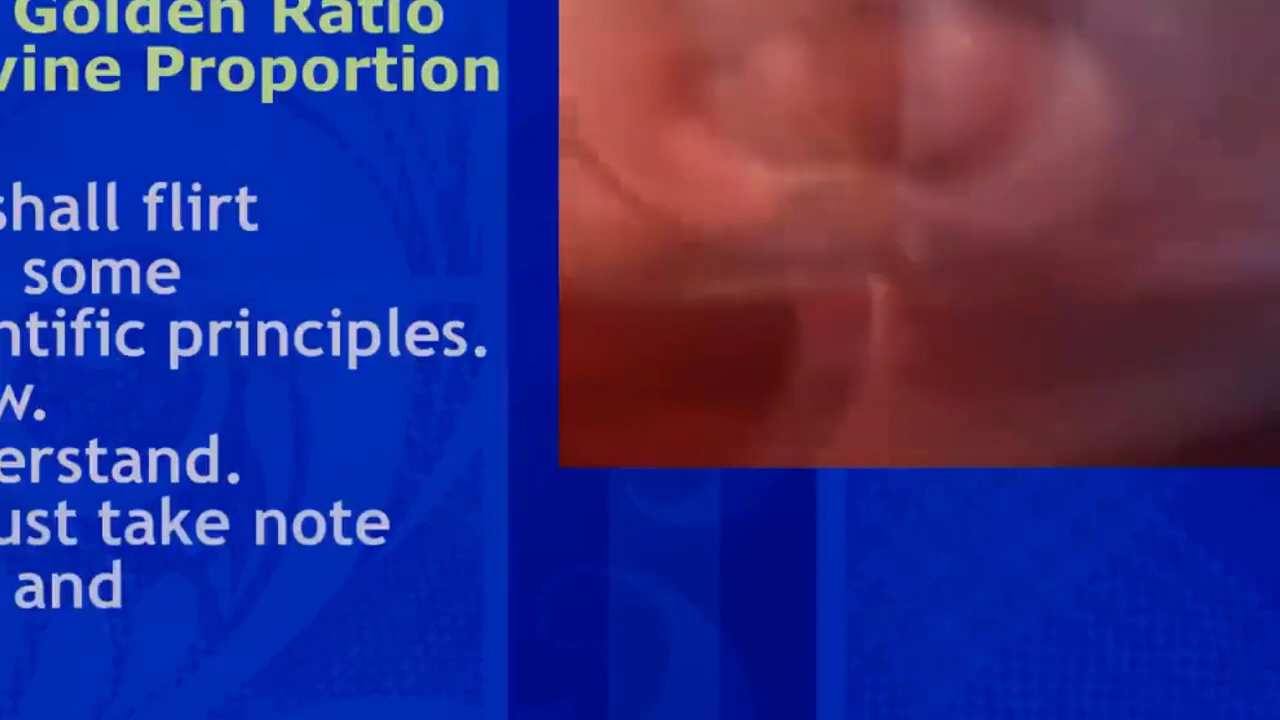 Golden Ratio
vine Proportion
shall flirt
some
ntific principles.
w.
erstand.
ust take note
and